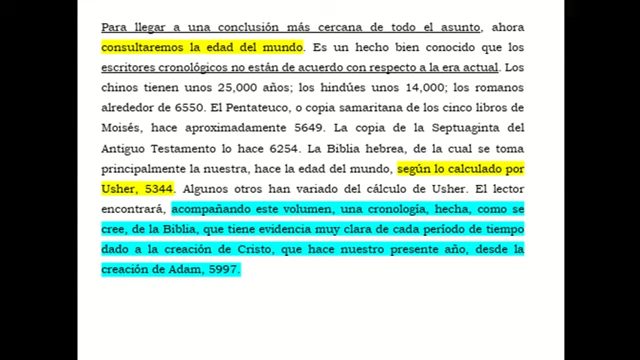 Para llegar a una conclusión más cercana de todo el asunto, ahora
consultaremos la edad del mundo. Es un hecho bien conocido que los
escritores cronológicos no están de acuerdo con respecto a la era actual. Los
chinos tienen unos 25,000 años; los hindúes unos 14,000; los romanos
alrededor de 6550. El Pentateuco, o copia samaritana de los cinco libros de
Moisés, hace aproximadamente 5649. La copia de la Septuaginta del
Antiguo Testamento lo hace 6254. La Biblia hebrea, de la cual se toma
principalmente la nuestra, hace la edad del mundo, según lo calculado por
Usher, 5344. Algunos otros han variado del cálculo de Usher. El lector
encontrará, acompañando este volumen, una cronología, hecha, como se
cree, de la Biblia, que tiene evidencia muy clara de cada período de tiempo
dado a la creación de Cristo, que hace nuestro presente año, desde la
creación de Adam, 5997.